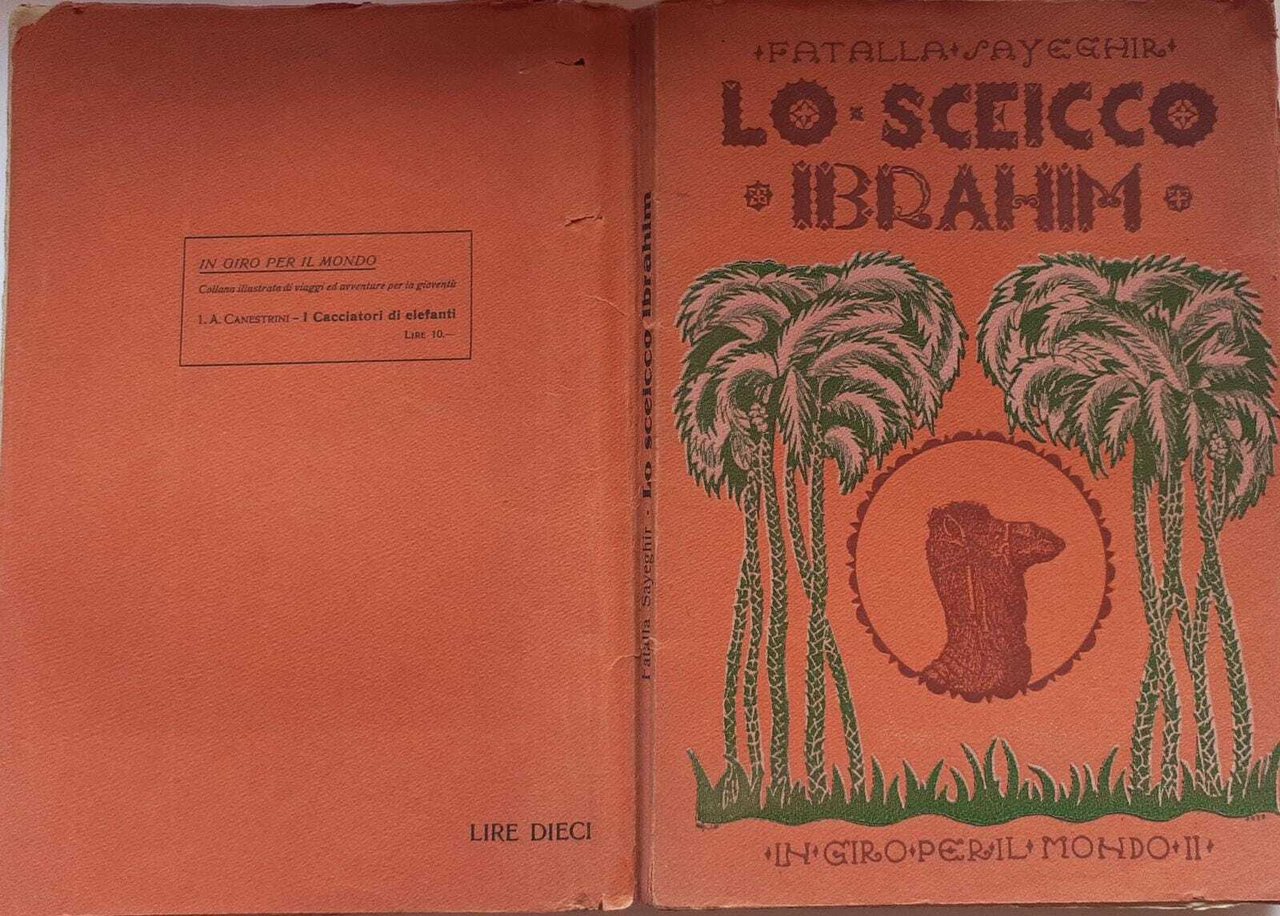 IN GIRO PER IL MONDO
Collana illustrata di viaggi ed avventure per la gioventù
1. A. CANESTRINI – I Cacciatori di elefanti
LIRE 10.—
LIRE DIECI
Fatalla Sayeghir - Lo sceicco Ibrahim
FATALLA SAYEGHIR
LO · SCEICCO
IBRAHIM
IN·GIRO·PER·IL·MONDO·II